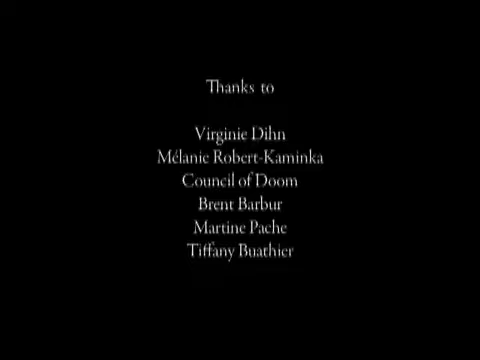 Thanks to
Virginie Dihn
Mélanie Robert-Kaminka
Council of Doom
Brent Barbur
Martine Pache
Tiffany Buathier